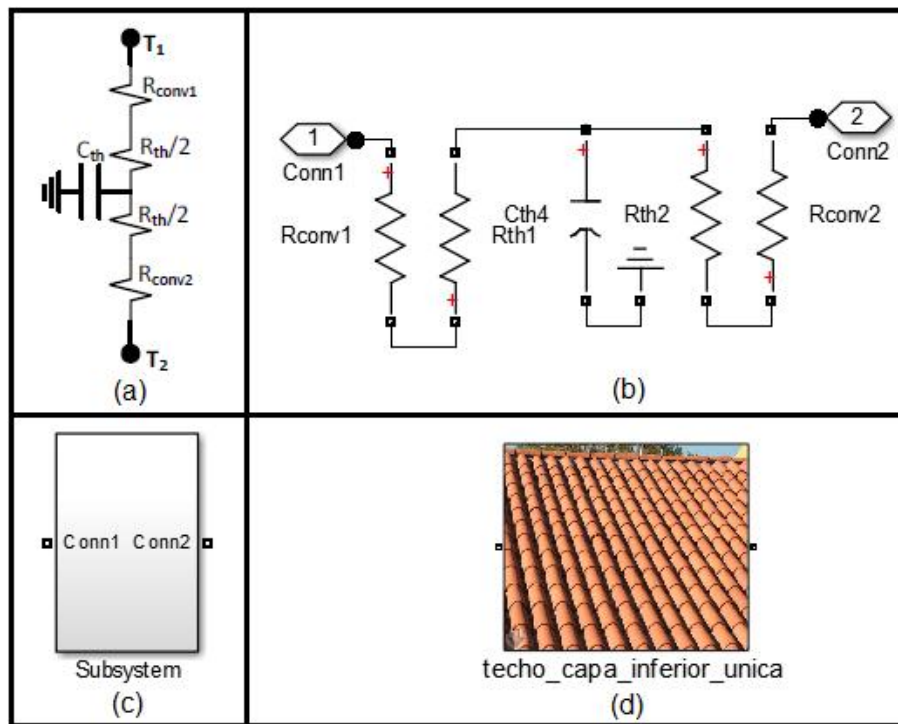 T₁
Rconv1
Cth
Rth/2
Rth/2
Rconv2
T₂
(a)
1
Conn1
2
Conn2
Rconv1
Cth4
Rth1
Rth2
Rconv2
+
+
+
+
+
(b)
Conn1 Conn2
Subsystem
(c)
techo_capa_inferior_unica
(d)